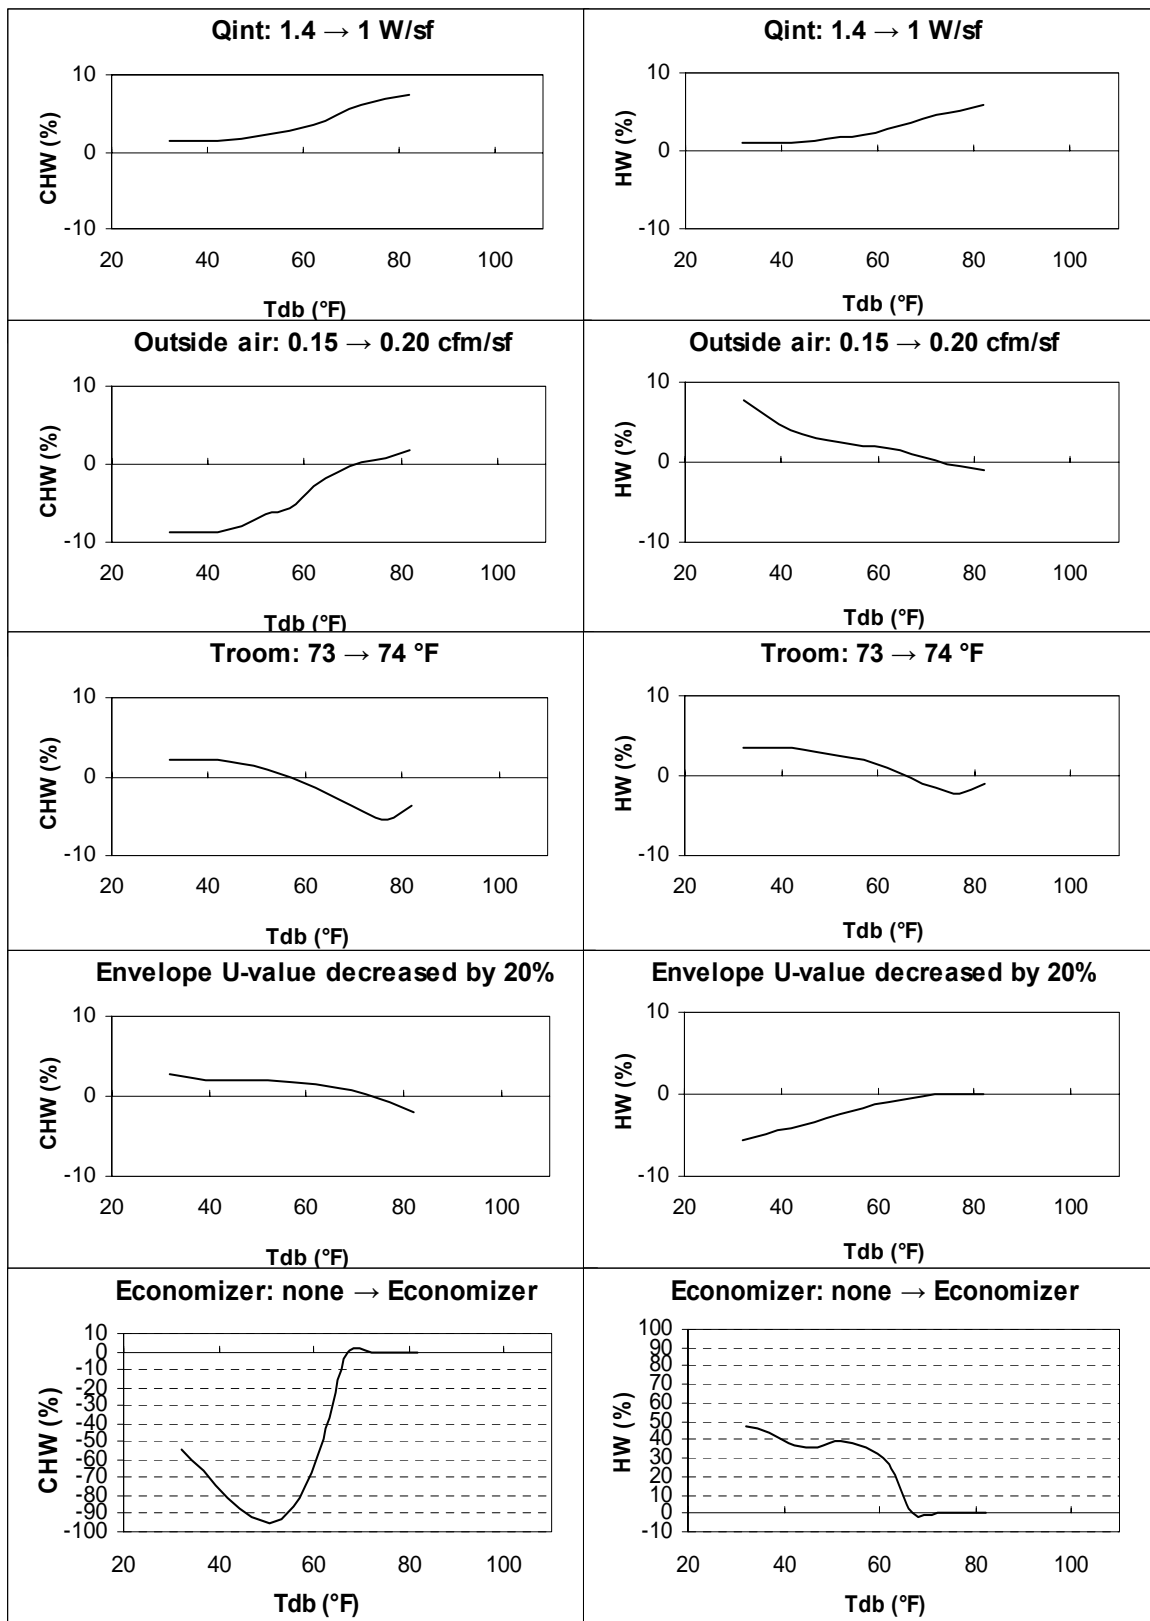 Qint: 1.4 → 1 W/sf
CHW (%)
10
0
-10
20 40 60 80 100
Tdb (°F)
Qint: 1.4 → 1 W/sf
HW (%)
10
0
-10
20 40 60 80 100
Tdb (°F)
Outside air: 0.15 → 0.20 cfm/sf
CHW (%)
10
0
-10
20 40 60 80 100
Tdb (°F)
Outside air: 0.15 → 0.20 cfm/sf
HW (%)
10
0
-10
20 40 60 80 100
Tdb (°F)
Troom: 73 → 74 °F
CHW (%)
10
0
-10
20 40 60 80 100
Tdb (°F)
Troom: 73 → 74 °F
HW (%)
10
0
-10
20 40 60 80 100
Tdb (°F)
Envelope U-value decreased by 20%
CHW (%)
10
0
-10
20 40 60 80 100
Tdb (°F)
Envelope U-value decreased by 20%
HW (%)
10
0
-10
20 40 60 80 100
Tdb (°F)
Economizer: none → Economizer
CHW (%)
10
0
-10
-20
-30
-40
-50
-60
-70
-80
-90
-100
20 40 60 80 100
Tdb (°F)
Economizer: none → Economizer
HW (%)
100
90
80
70
60
50
40
30
20
10
0
-10
20 40 60 80 100
Tdb (°F)